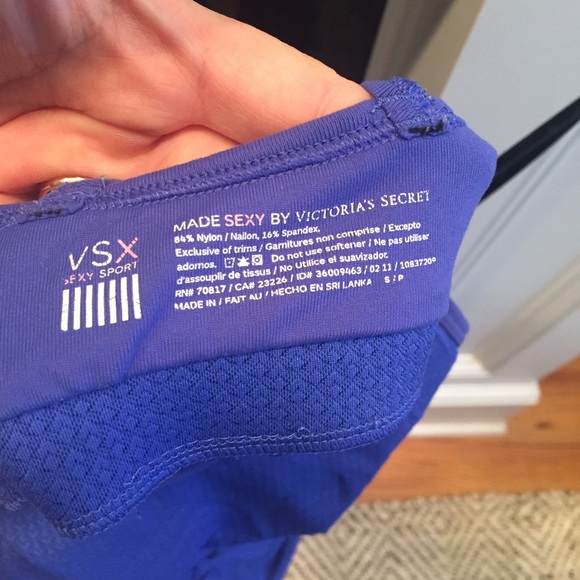 VSX
SEXY SPORT
MADE SEXY BY VICTORIA'S SECRET
84% Nylon / Nailon, 16% Spandex,
Exclusive of trims / Garnitures non comprise / Excepto
adornos. Do not use softener / Ne pas utiliser
d'assouplir de tissus / No utilice el suavizador.
RN# 70817 / CA# 23226 / ID# 36009463 / 02 11 / 1083720
MADE IN / FAIT AU / HECHO EN SRI LANKA S / P